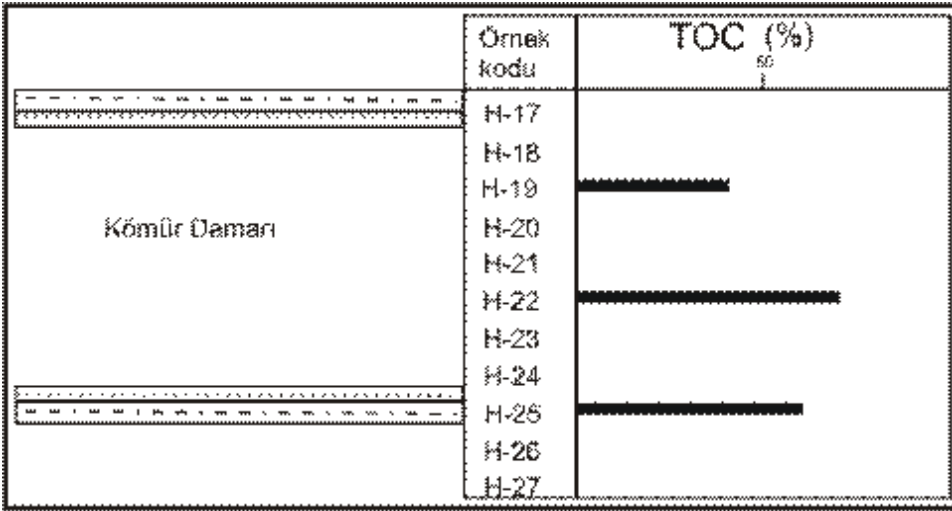 Örnek
kodu
TOC (%)
50
H-17
H-18
H-19
Kömür Damarı
H-20
H-21
H-22
H-23
H-24
H-25
H-26
H-27